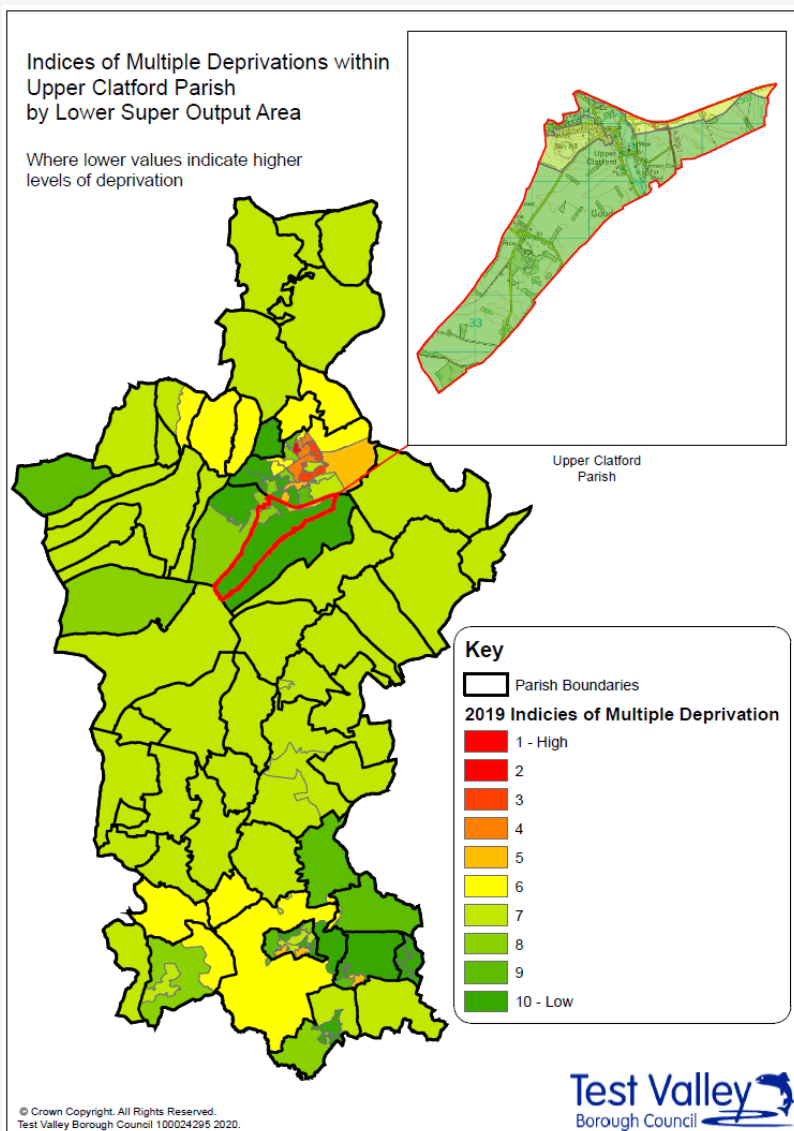 Indices of Multiple Deprivations within
Upper Clatford Parish
by Lower Super Output Area
Where lower values indicate higher
levels of deprivation
Upper
Clatford
33
Upper Clatford
Parish
Key
Parish Boundaries
2019 Indicies of Multiple Deprivation
1 - High
2
3
4
5
6
7
8
9
10 - Low
Test Valley
Borough Council
© Crown Copyright. All Rights Reserved.
Test Valley Borough Council 100024295 2020.